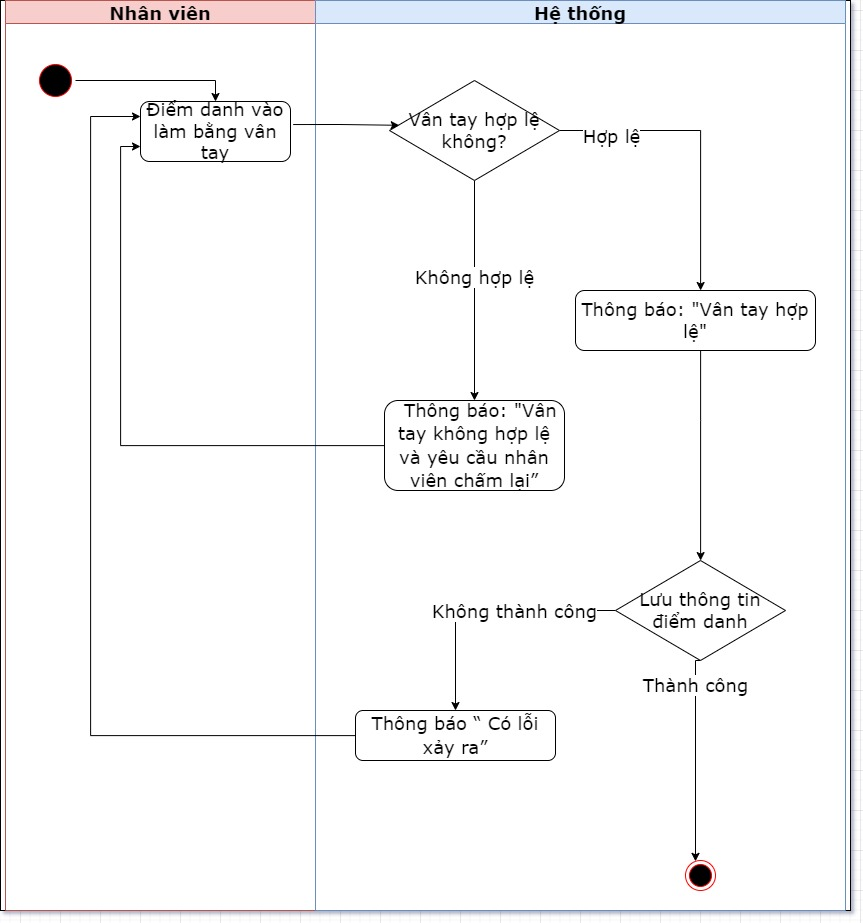 Nhân viên
Hệ thống
Điểm danh vào
làm bằng vân
tay
Vân tay hợp lệ
không?
Hợp lệ
Không hợp lệ
Thông báo: "Vân tay hợp
lệ"
Thông báo: "Vân
tay không hợp lệ
và yêu cầu nhân
viên chấm lại”
Lưu thông tin
điểm danh
Không thành công
Thành công
Thông báo “ Có lỗi
xảy ra”